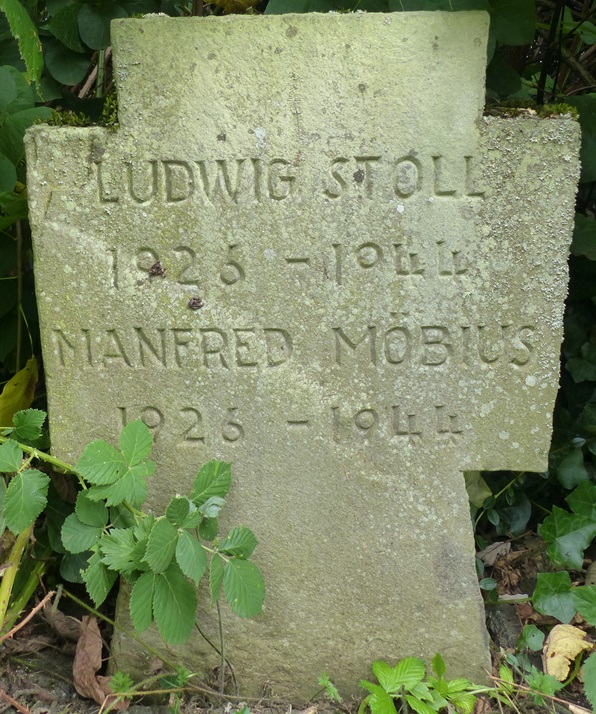 LUDWIG STOLL
1926 - 1944
MANFRED MÖBIUS
1926 - 1944